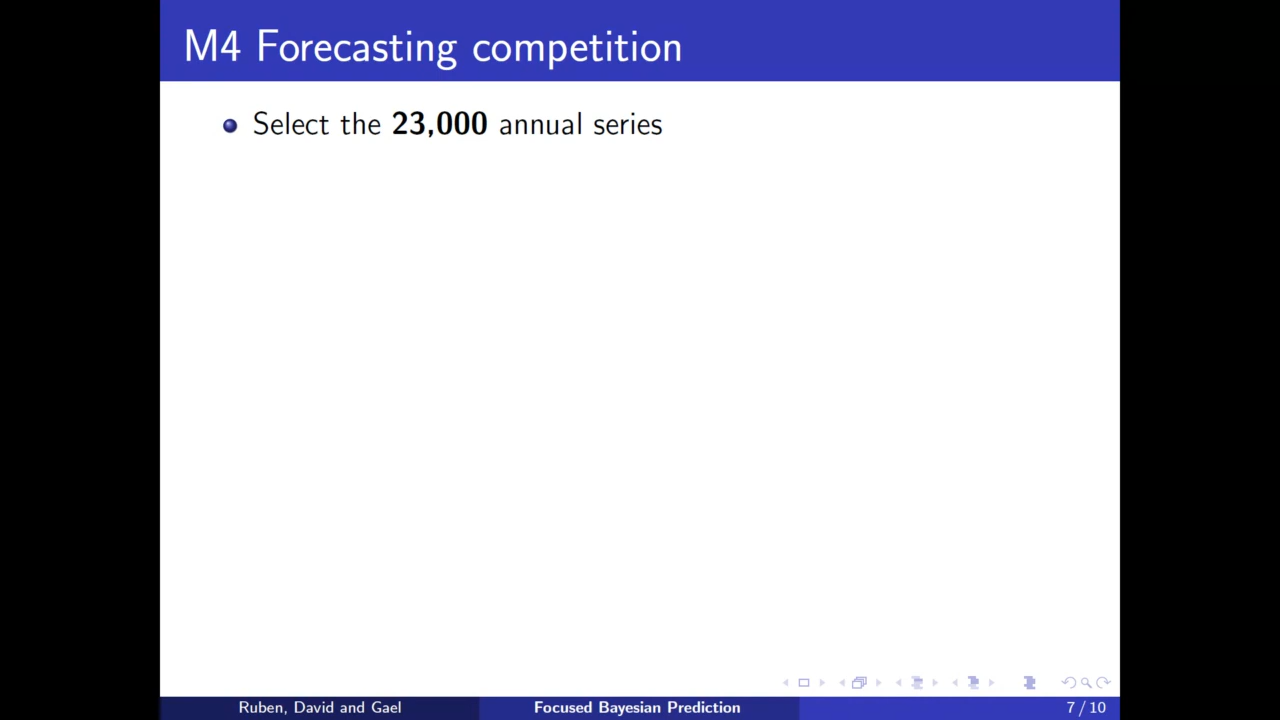 M4 Forecasting competition
Select the 23,000 annual series
Ruben, David and Gael
Focused Bayesian Prediction
7 / 10